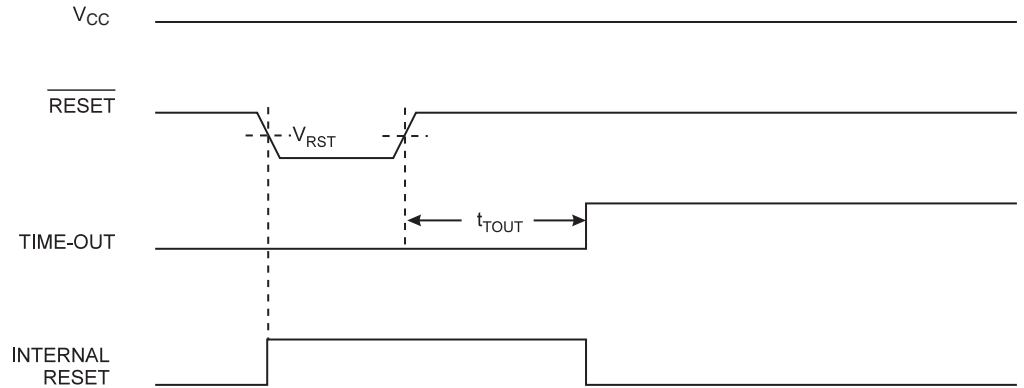 VCC
RESET
VRST
tTOUT
TIME-OUT
INTERNAL
RESET